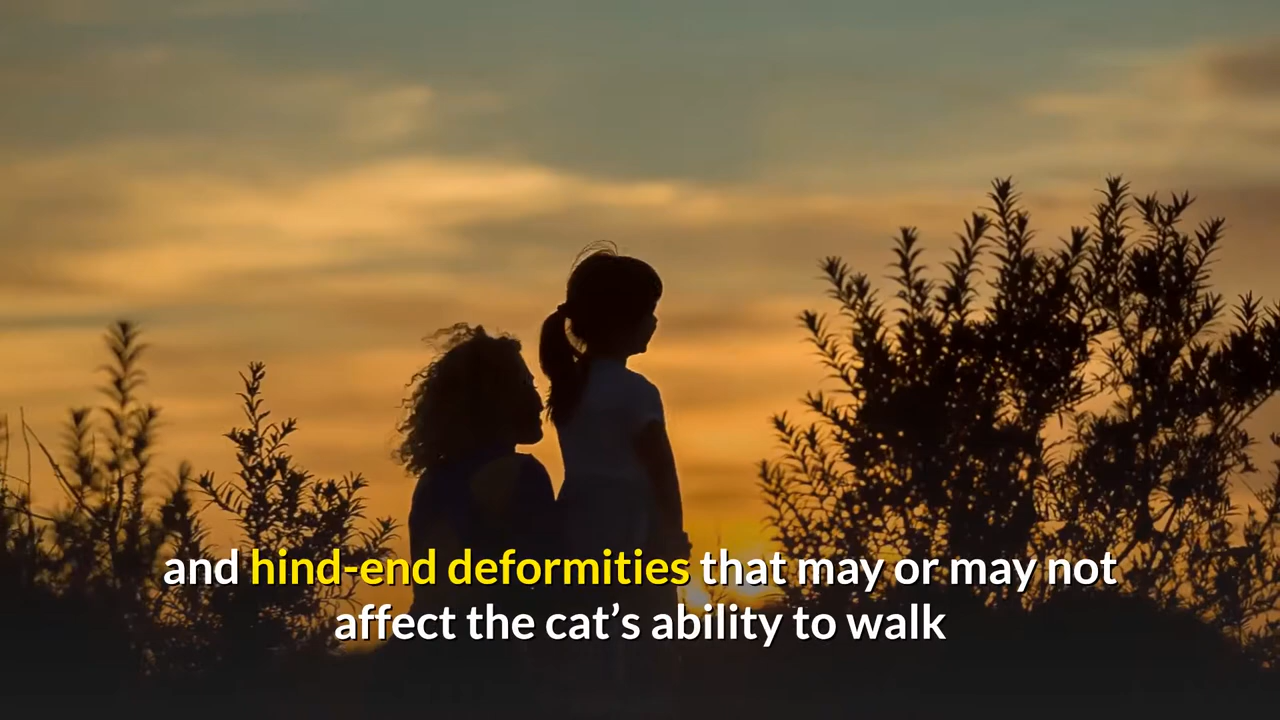 and hind-end deformities that may or may not
affect the cat’s ability to walk